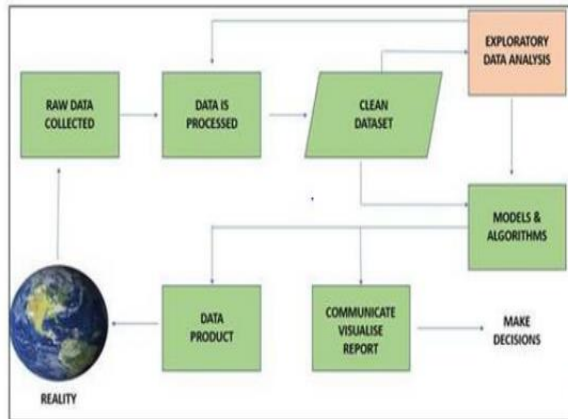 EXPLORATORY
DATA ANALYSIS
RAW DATA
COLLECTED
DATA IS
PROCESSED
CLEAN
DATASET
MODELS &
ALGORITHMS
DATA
PRODUCT
COMMUNICATE
VISUALISE
REPORT
MAKE
DECISIONS
REALITY